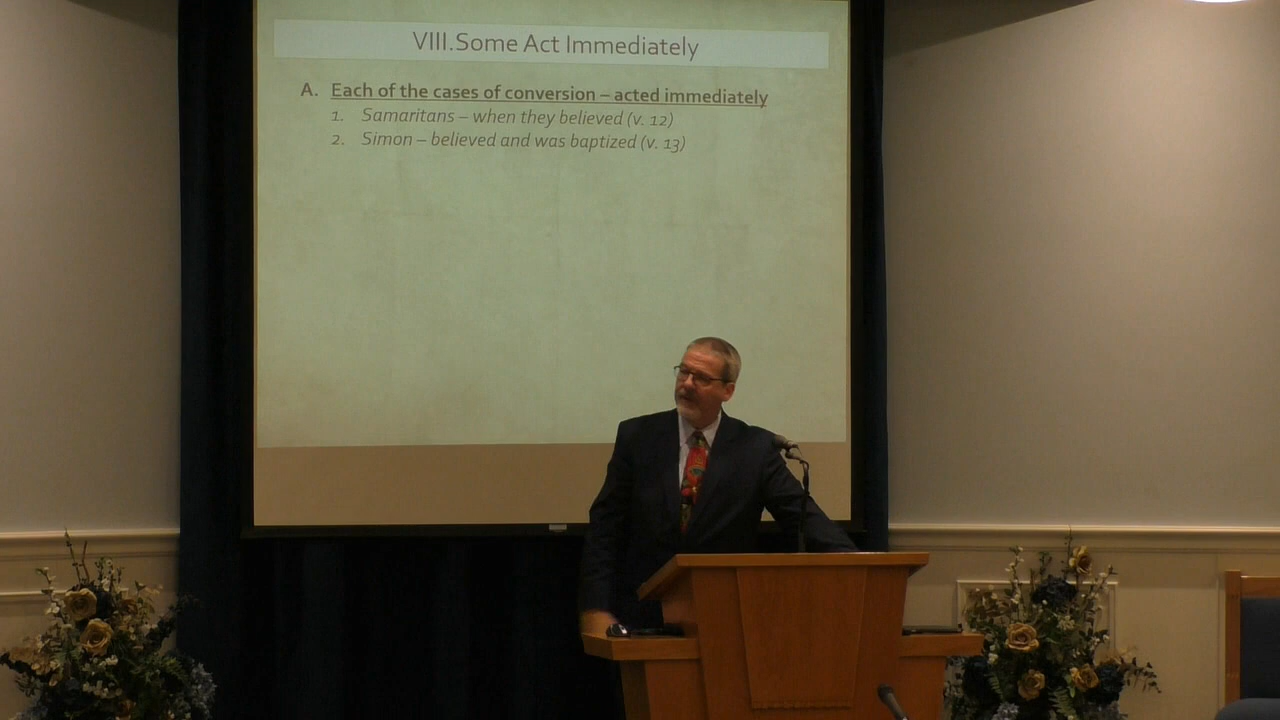 VIII.Some Act Immediately
A. Each of the cases of conversion – acted immediately
1. Samaritans – when they believed (v. 12)
2. Simon – believed and was baptized (v. 13)